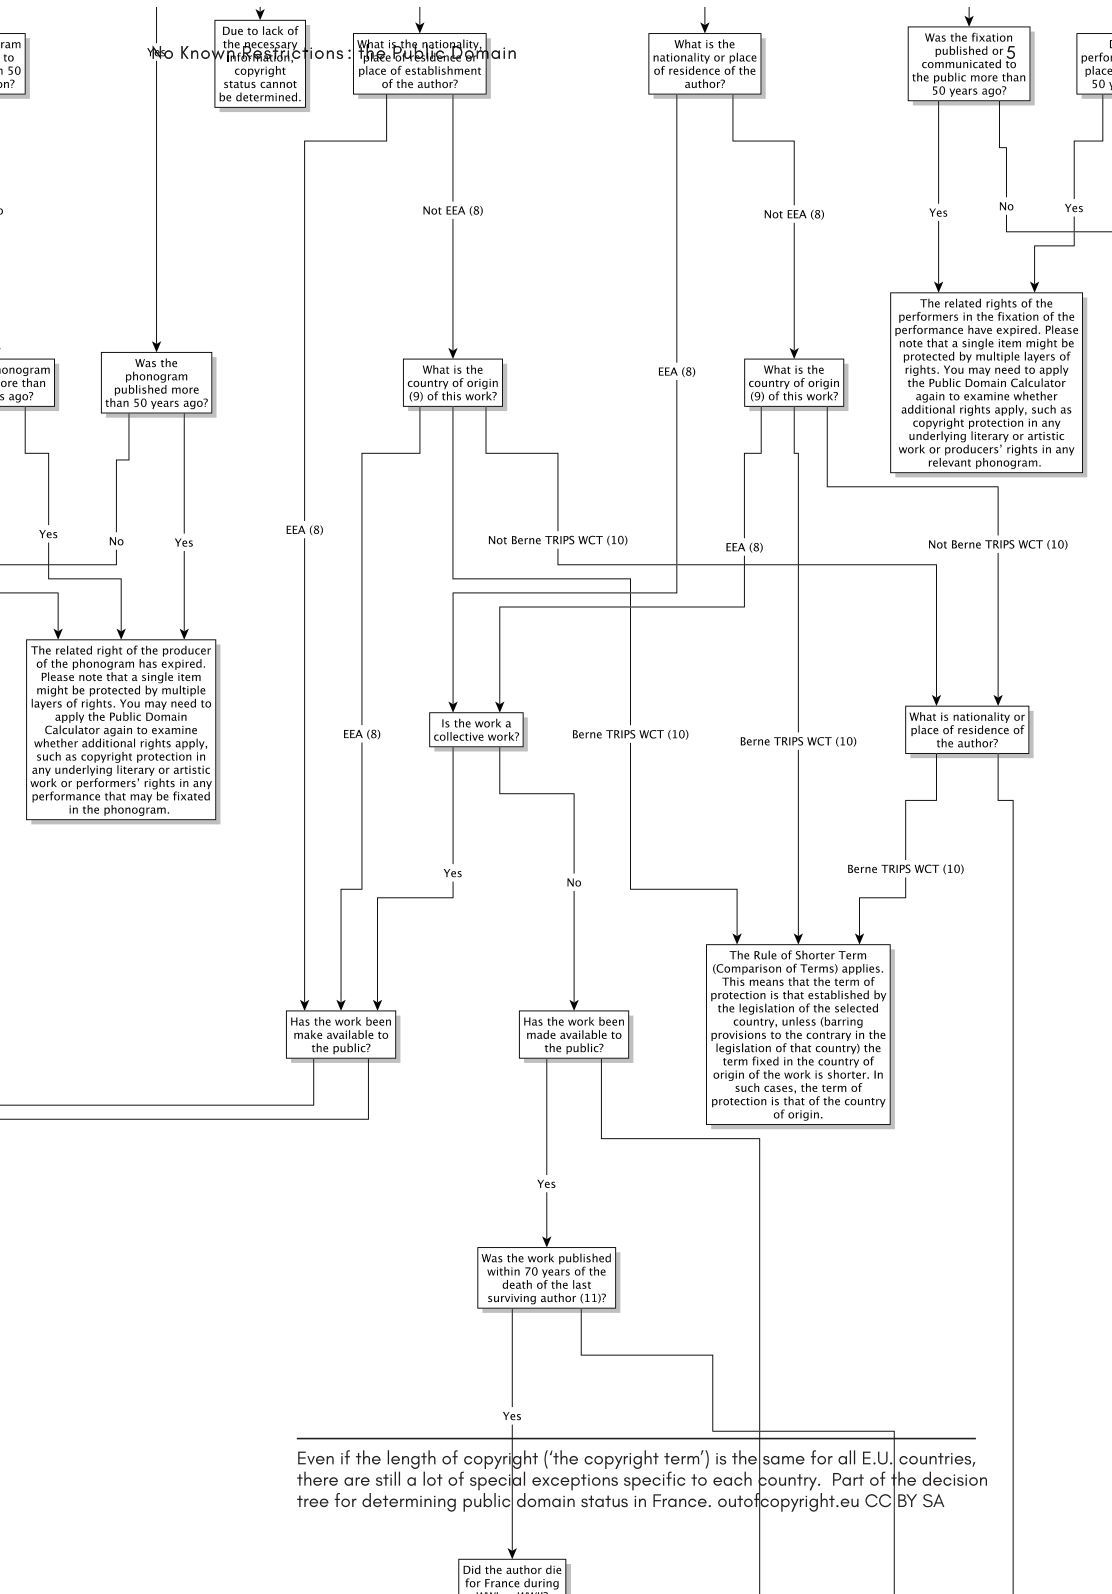 No Known Restrictions: the Public Domain
5
ram
to
n 50
on?
Yes
Due to lack of
the necessary
information,
copyright
status cannot
be determined.
What is the nationality,
place of residence or
place of establishment
of the author?
What is the
nationality or place
of residence of the
author?
Was the fixation
published or
communicated to
the public more than
50 years ago?
D
perfor
place
50 y
Not EEA (8)
Not EEA (8)
Yes
No
Yes
o
The related rights of the
performers in the fixation of the
performance have expired. Please
note that a single item might be
protected by multiple layers of
rights. You may need to apply
the Public Domain Calculator
again to examine whether
additional rights apply, such as
copyright protection in any
underlying literary or artistic
work or producers’ rights in any
relevant phonogram.
onogram
ore than
s ago?
Was the
phonogram
published more
than 50 years ago?
What is the
country of origin
(9) of this work?
EEA (8)
What is the
country of origin
(9) of this work?
Yes
No
Yes
EEA (8)
Not Berne TRIPS WCT (10)
EEA (8)
Not Berne TRIPS WCT (10)
The related right of the producer
of the phonogram has expired.
Please note that a single item
might be protected by multiple
layers of rights. You may need to
apply the Public Domain
Calculator again to examine
whether additional rights apply,
such as copyright protection in
any underlying literary or artistic
work or performers’ rights in any
performance that may be fixated
in the phonogram.
EEA (8)
Is the work a
collective work?
Berne TRIPS WCT (10)
Berne TRIPS WCT (10)
What is nationality or
place of residence of
the author?
Yes
No
Berne TRIPS WCT (10)
The Rule of Shorter Term
(Comparison of Terms) applies.
This means that the term of
protection is that established by
the legislation of the selected
country, unless (barring
provisions to the contrary in the
legislation of that country) the
term fixed in the country of
origin of the work is shorter. In
such cases, the term of
protection is that of the country
of origin.
Has the work been
make available to
the public?
Has the work been
made available to
the public?
Yes
Was the work published
within 70 years of the
death of the last
surviving author (11)?
Yes
Even if the length of copyright (‘the copyright term’) is the same for all E.U. countries,
there are still a lot of special exceptions specific to each country.  Part of the decision
tree for determining public domain status in France. outofcopyright.eu CC BY SA
Did the author die
for France during